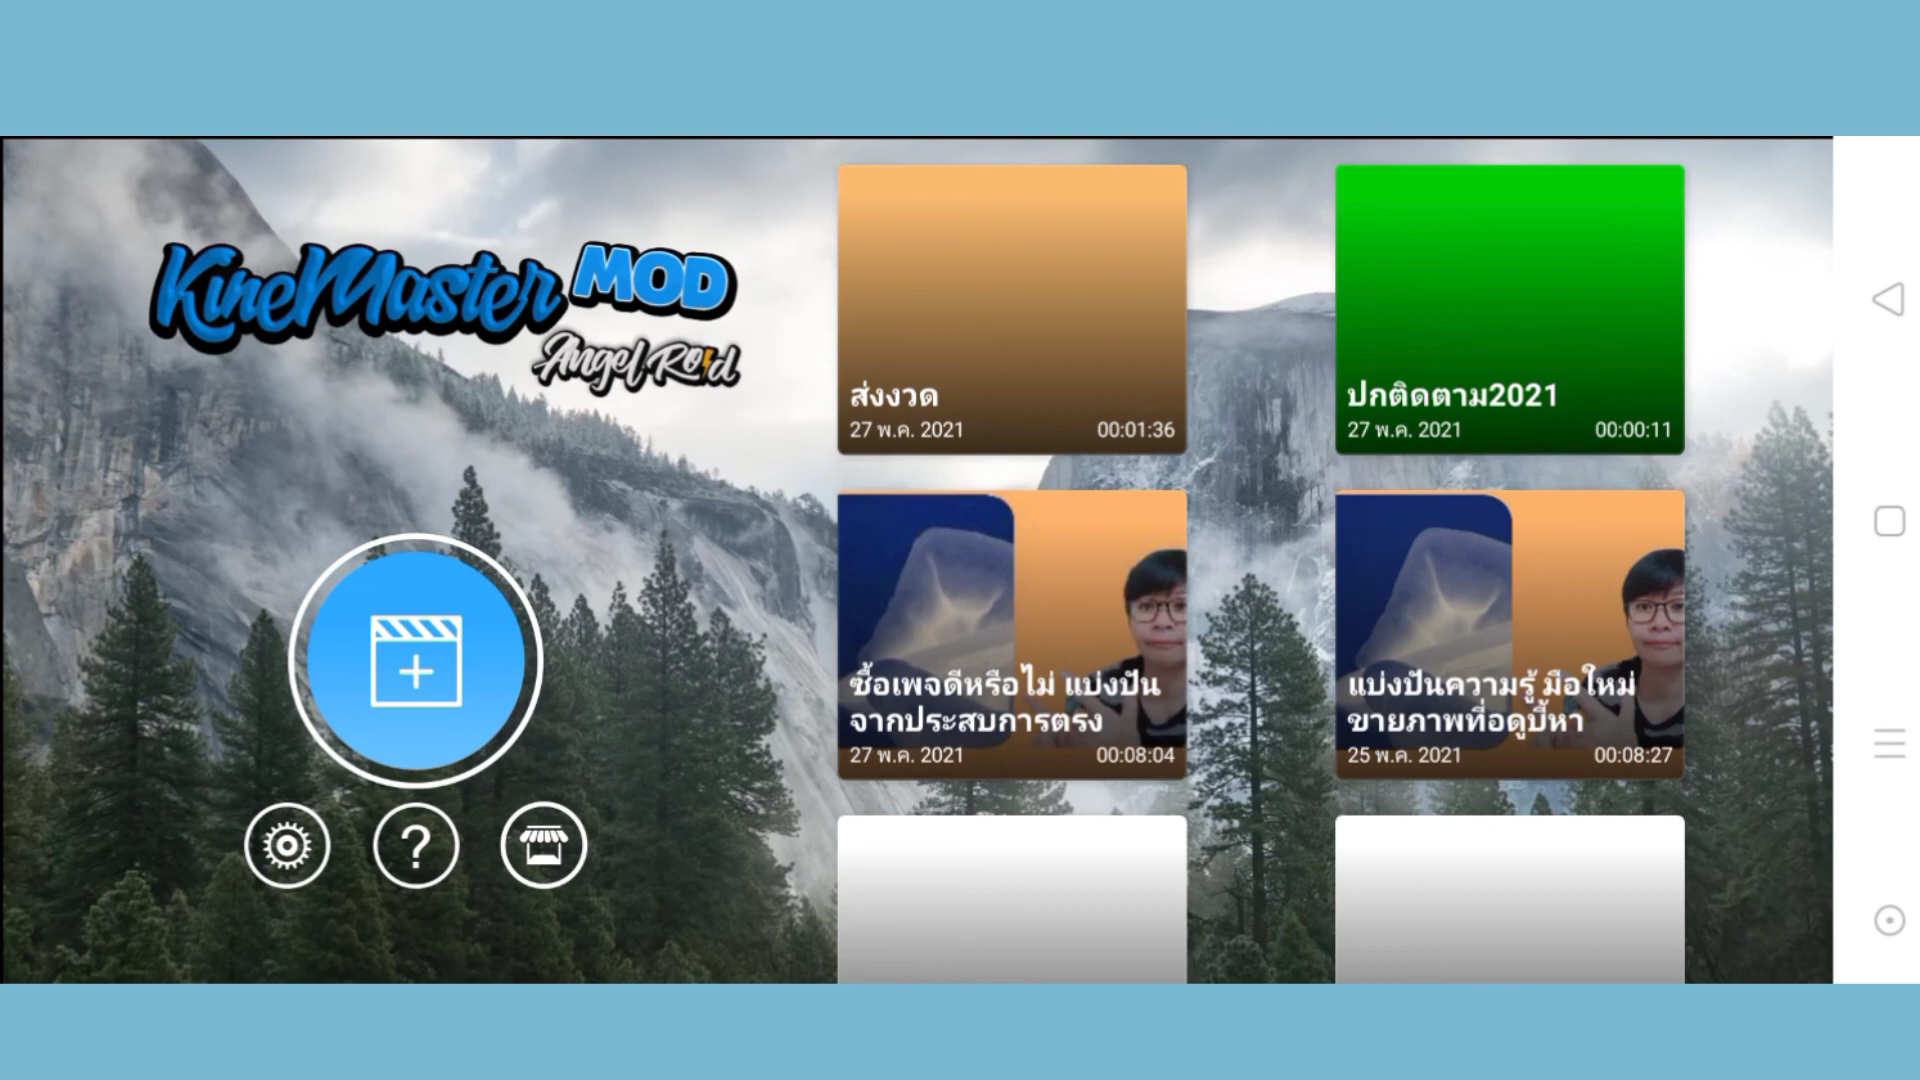 KineMaster MOD
Angel Roid
ส่งงวด
27 พ.ค. 2021 00:01:36
ปกติดตาม2021
27 พ.ค. 2021 00:00:11
ซื้อเพจดีหรือไม่ แบ่งปัน
จากประสบการตรง
27 พ.ค. 2021 00:08:04
แบ่งปันความรู้ มือใหม่
ขายภาพที่อดูบี้หา
25 พ.ค. 2021 00:08:27